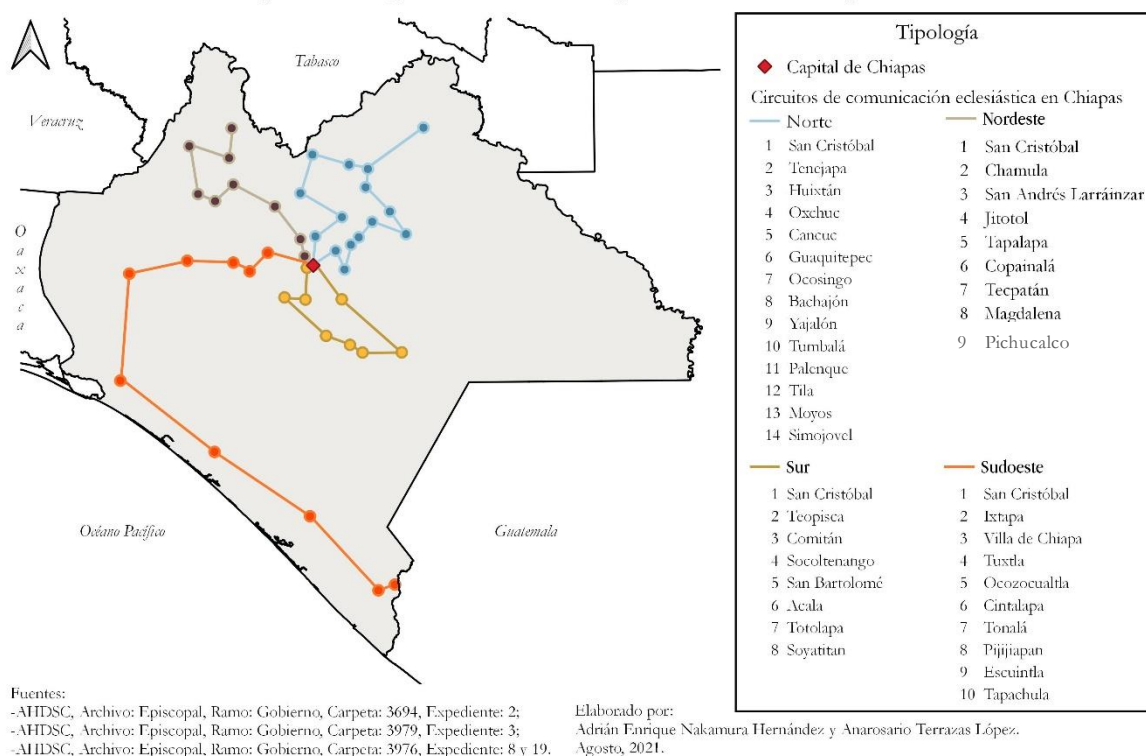 Tabasco
Veracruz
Oaxaca
Océano Pacífico
Guatemala
Tipología
Capital de Chiapas
Circuitos de comunicación eclesiástica en Chiapas
Norte
1 San Cristóbal
2 Tenejapa
3 Huixtán
4 Oxchuc
5 Cancuc
6 Guaquitepec
7 Ocosingo
8 Bachajón
9 Yajalón
10 Tumbalá
11 Palenque
12 Tila
13 Moyos
14 Simojovel
Nordeste
1 San Cristóbal
2 Chamula
3 San Andrés Larráinzar
4 Jitotol
5 Tapalapa
6 Copainalá
7 Tecpatán
8 Magdalena
9 Pichucalco
Sur
1 San Cristóbal
2 Teopisca
3 Comitán
4 Socoltenango
5 San Bartolomé
6 Acala
7 Totolapa
8 Soyatitan
Sudoeste
1 San Cristóbal
2 Ixtapa
3 Villa de Chiapa
4 Tuxtla
5 Ocozocualtla
6 Cintalapa
7 Tonalá
8 Pijijiapan
9 Escuintla
10 Tapachula
Fuentes:
-AHDSC, Archivo: Episcopal, Ramo: Gobierno, Carpeta: 3694, Expediente: 2;
-AHDSC, Archivo: Episcopal, Ramo: Gobierno, Carpeta: 3979, Expediente: 3;
-AHDSC, Archivo: Episcopal, Ramo: Gobierno, Carpeta: 3976, Expediente: 8 y 19.
Elaborado por:
Adrián Enrique Nakamura Hernández y Anarosario Terrazas López.
Agosto, 2021.